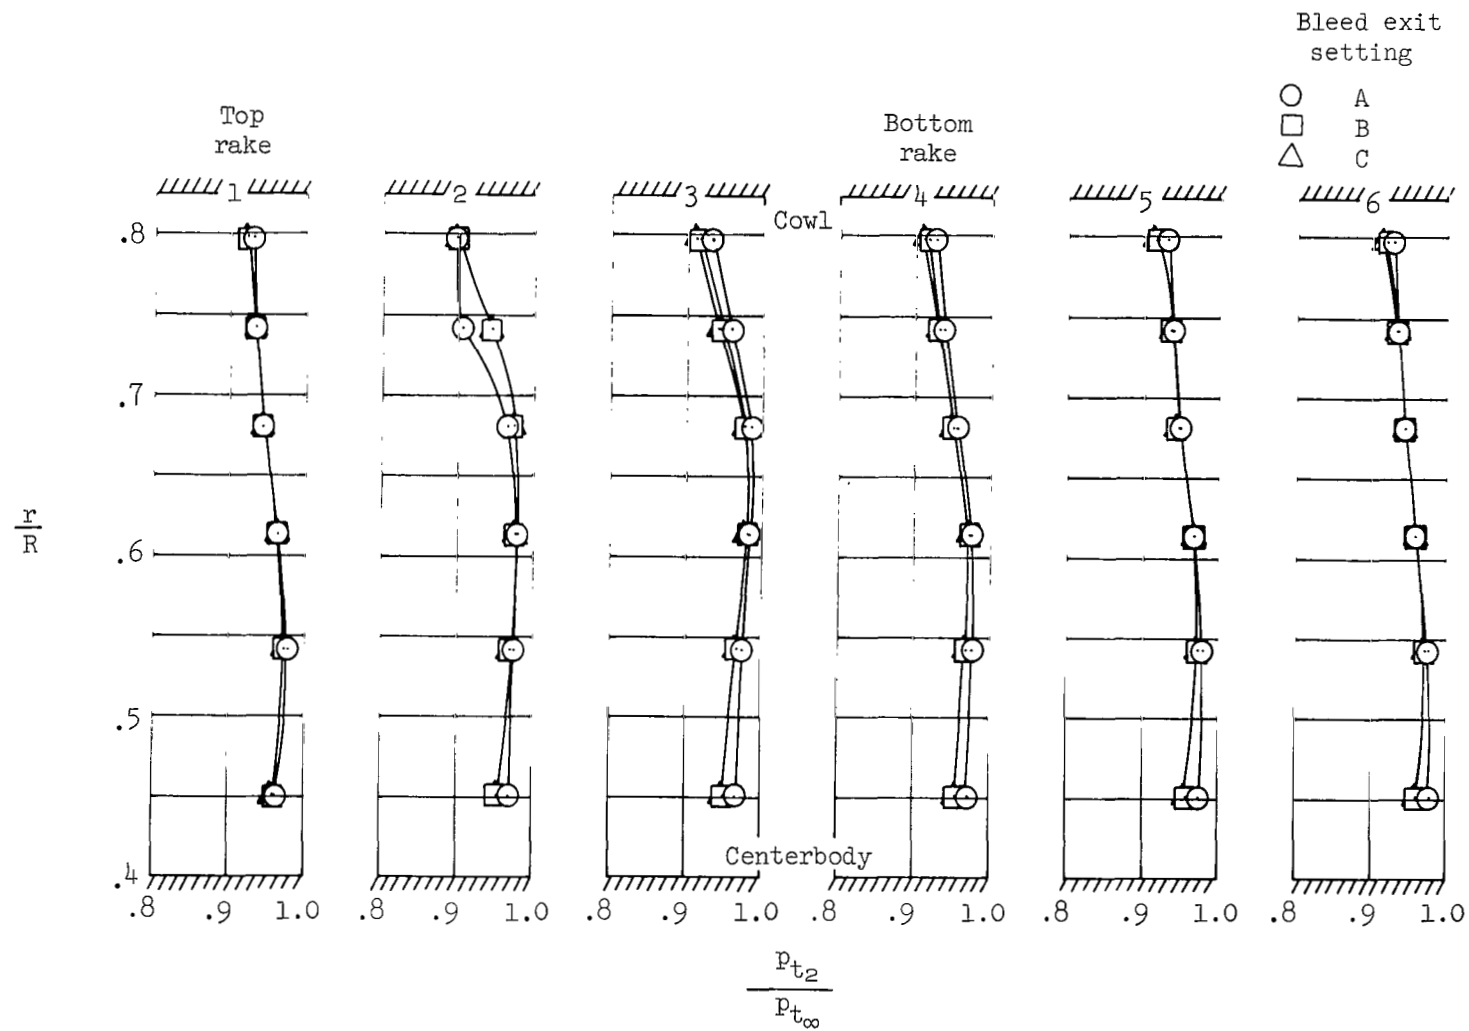 Bleed exit
setting
A
B
C
Top
rake
Bottom
rake
1 2 3 4 5 6
Cowl
.8
.7
.6
.5
.4
r
R
Centerbody
.8 .9 1.0 .8 .9 1.0 .8 .9 1.0 .8 .9 1.0 .8 .9 1.0 .8 .9 1.0
pt2
pt∞